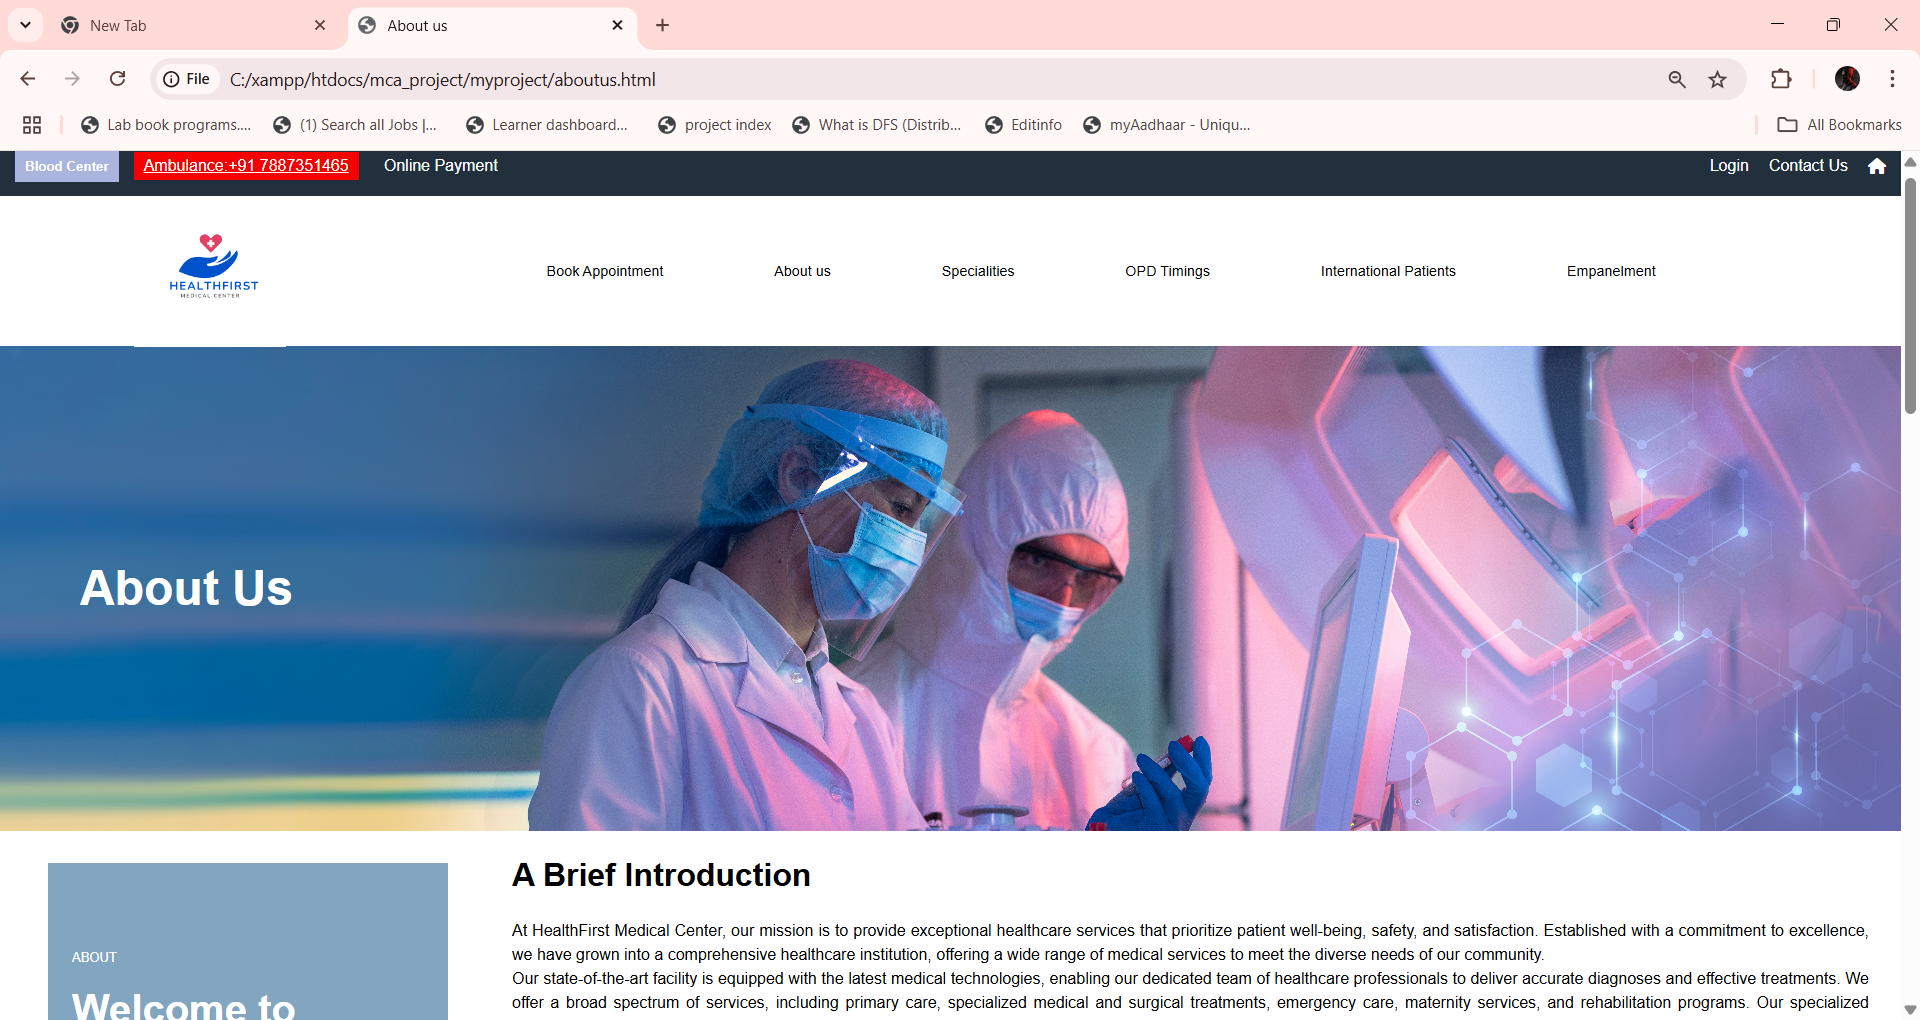 New Tab
About us
File
C:/xampp/htdocs/mca_project/myproject/aboutus.html
Lab book programs....
(1) Search all Jobs |...
Learner dashboard...
project index
What is DFS (Distrib...
Editinfo
myAadhaar - Uniqu...
All Bookmarks
Blood Center
Ambulance:+91 7887351465
Online Payment
Login
Contact Us
HEALTHFIRST
MEDICAL CENTER
Book Appointment
About us
Specialities
OPD Timings
International Patients
Empanelment
About Us
ABOUT
Welcome to
A Brief Introduction
At HealthFirst Medical Center, our mission is to provide exceptional healthcare services that prioritize patient well-being, safety, and satisfaction. Established with a commitment to excellence,
we have grown into a comprehensive healthcare institution, offering a wide range of medical services to meet the diverse needs of our community.
Our state-of-the-art facility is equipped with the latest medical technologies, enabling our dedicated team of healthcare professionals to deliver accurate diagnoses and effective treatments. We
offer a broad spectrum of services, including primary care, specialized medical and surgical treatments, emergency care, maternity services, and rehabilitation programs. Our specialized